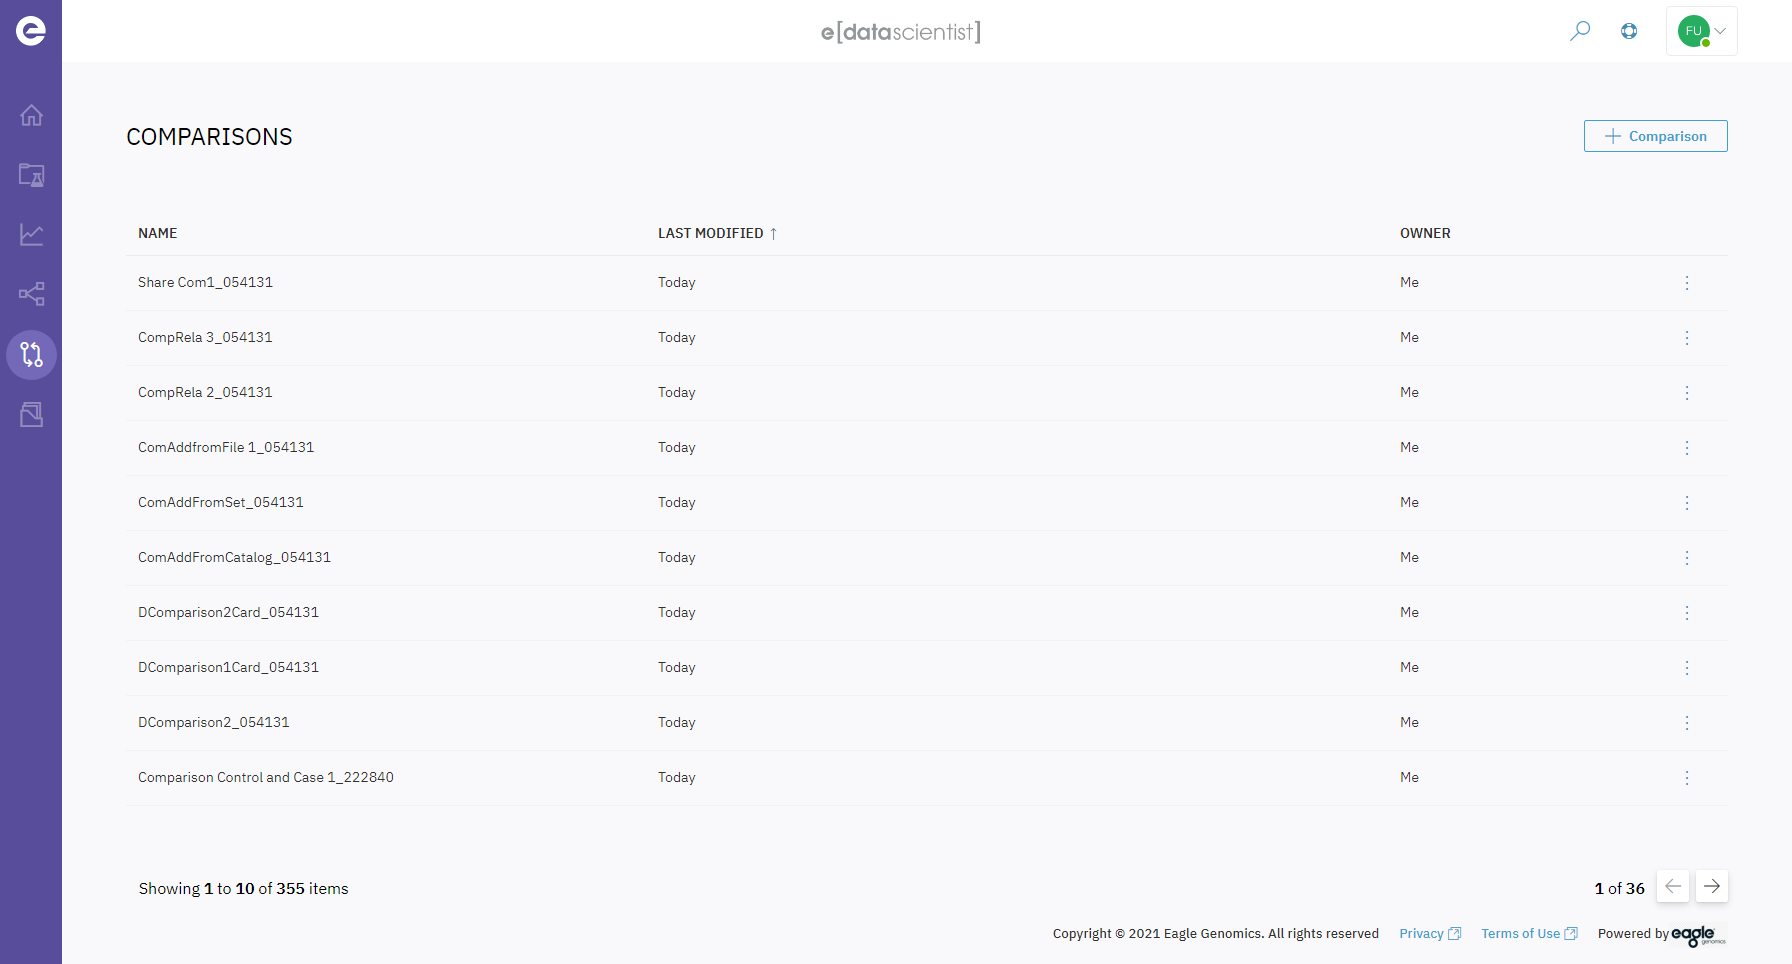 e[datascientist]
FU
COMPARISONS
Comparison
NAME LAST MODIFIED ↑ OWNER
Share Com1_054131 Today Me
CompRela 3_054131 Today Me
CompRela 2_054131 Today Me
ComAddfromFile 1_054131 Today Me
ComAddFromSet_054131 Today Me
ComAddFromCatalog_054131 Today Me
DComparison2Card_054131 Today Me
DComparison1Card_054131 Today Me
DComparison2_054131 Today Me
Comparison Control and Case 1_222840 Today Me
Showing 1 to 10 of 355 items 1 of 36
Copyright © 2021 Eagle Genomics. All rights reserved Privacy Terms of Use Powered by eagle genomics